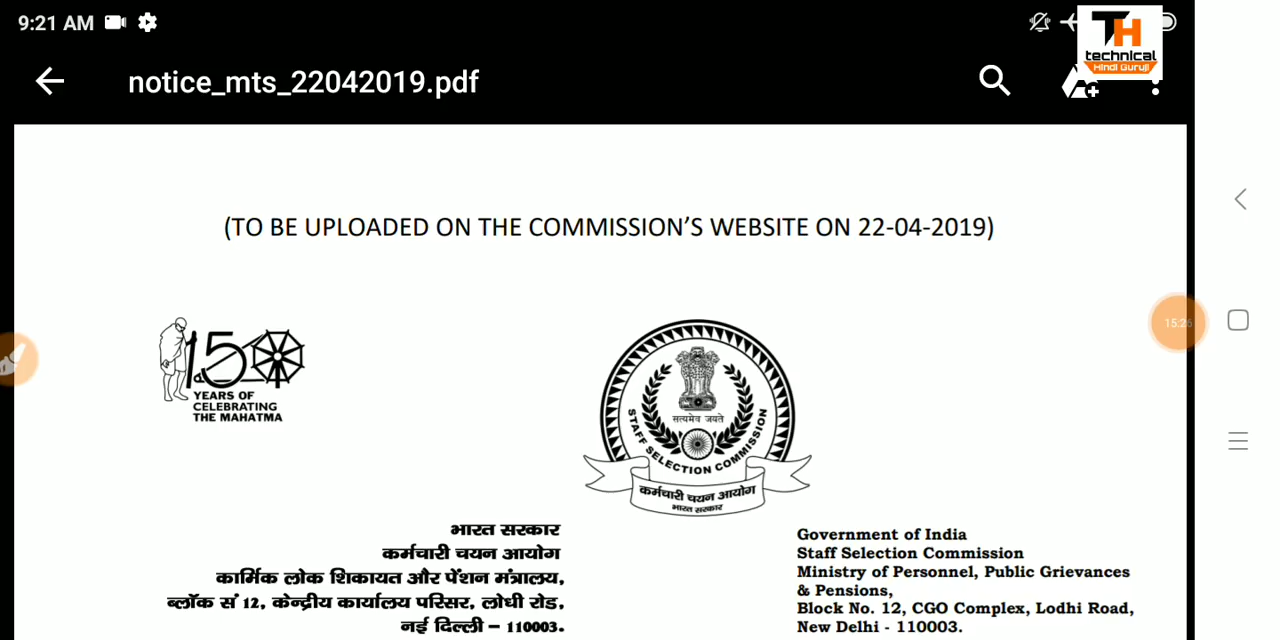 9:21 AM
technical
Hindi Guruji
notice_mts_22042019.pdf
(TO BE UPLOADED ON THE COMMISSION'S WEBSITE ON 22-04-2019)
150
YEARS OF
CELEBRATING
THE MAHATMA
सत्यमेव जयते
STAFF SELECTION COMMISSION
कर्मचारी चयन आयोग
भारत सरकार
15:26
भारत सरकार
कर्मचारी चयन आयोग
कार्मिक लोक शिकायत और पेंशन मंत्रालय,
ब्लॉक सं 12, केन्द्रीय कार्यालय परिसर, लोधी रोड,
नई दिल्ली – 110003.
Government of India
Staff Selection Commission
Ministry of Personnel, Public Grievances
& Pensions,
Block No. 12, CGO Complex, Lodhi Road,
New Delhi - 110003.